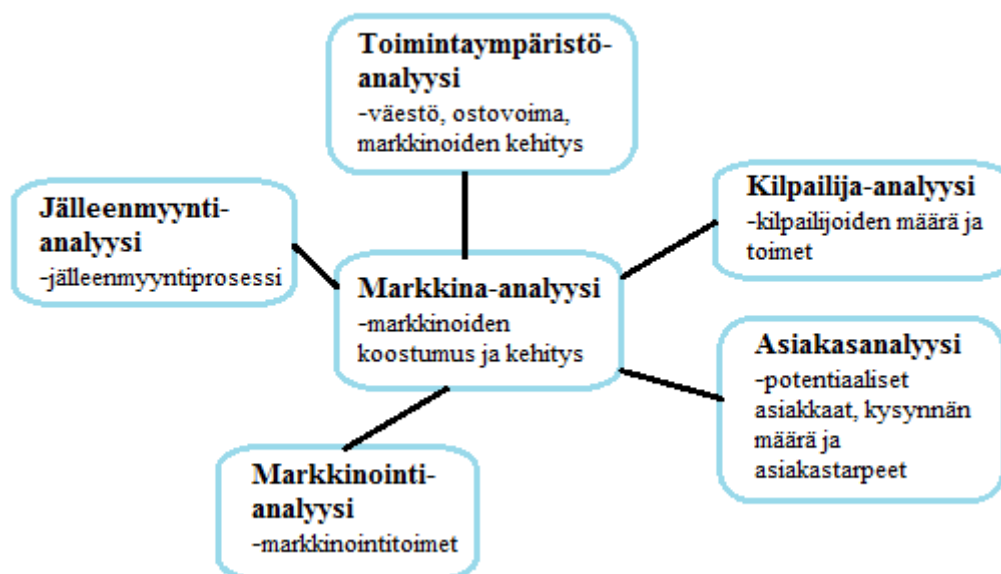 Toimintaympäristö-
analyysi
-väestö, ostovoima,
markkinoiden kehitys
Jälleenmyynti-
analyysi
-jälleenmyyntiprosessi
Kilpailija-analyysi
-kilpailijoiden määrä ja
toimet
Markkina-analyysi
-markkinoiden
koostumus ja kehitys
Asiakasanalyysi
-potentiaaliset
asiakkaat, kysynnän
määrä ja
asiakastarpeet
Markkinointi-
analyysi
-markkinointitoimet